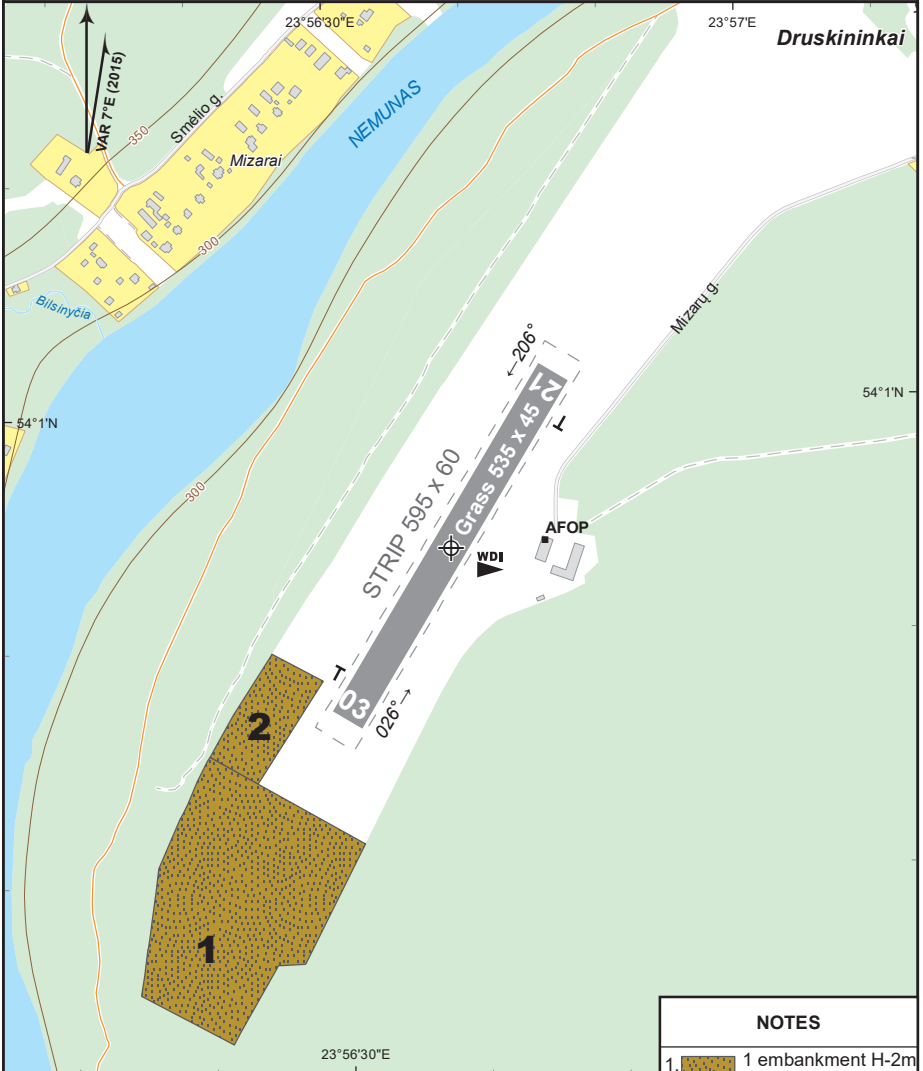 23°56'30"E
23°57'E
Druskininkai
VAR 7°E (2015)
350
Smėlio g.
Mizarai
NEMUNAS
300
Bilsinyčia
Mizarų g.
←206°
54°1'N
54°1'N
21
Grass 535 x 45
STRIP 595 x 60
300
AFOP
WDI
03
026°→
2
1
23°56'30"E
NOTES
1. 1 embankment H-2m